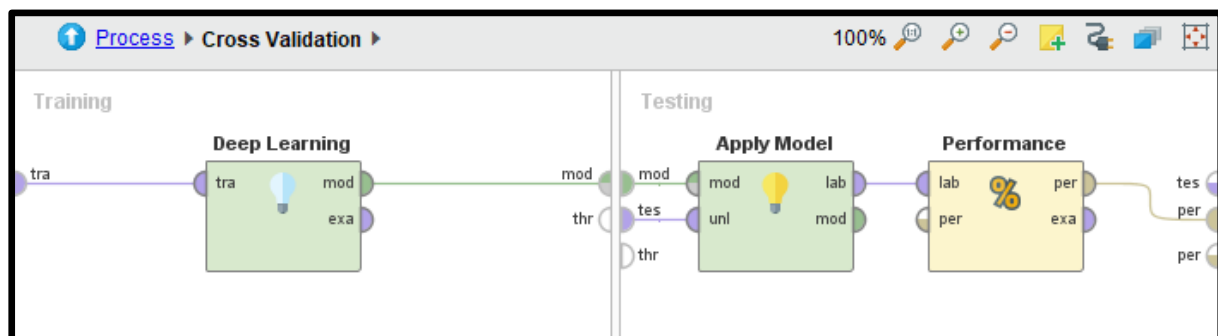 Process ▶ Cross Validation ▶
100%
Training
Testing
Deep Learning
Apply Model
Performance
tra
tra
mod
exa
mod
thr
mod
tes
thr
mod
unl
lab
mod
lab
per
per
exa
tes
per
per